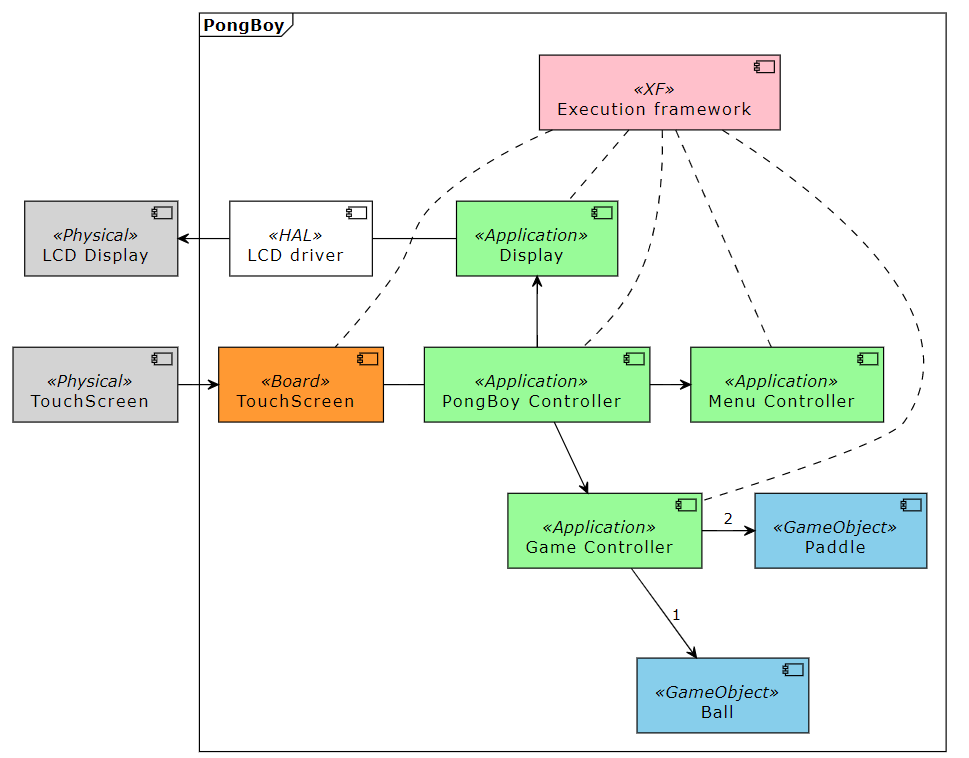 PongBoy
«XF»
Execution framework
«Physical»
LCD Display
«HAL»
LCD driver
«Application»
Display
«Physical»
TouchScreen
«Board»
TouchScreen
«Application»
PongBoy Controller
«Application»
Menu Controller
«Application»
Game Controller
2
«GameObject»
Paddle
1
«GameObject»
Ball